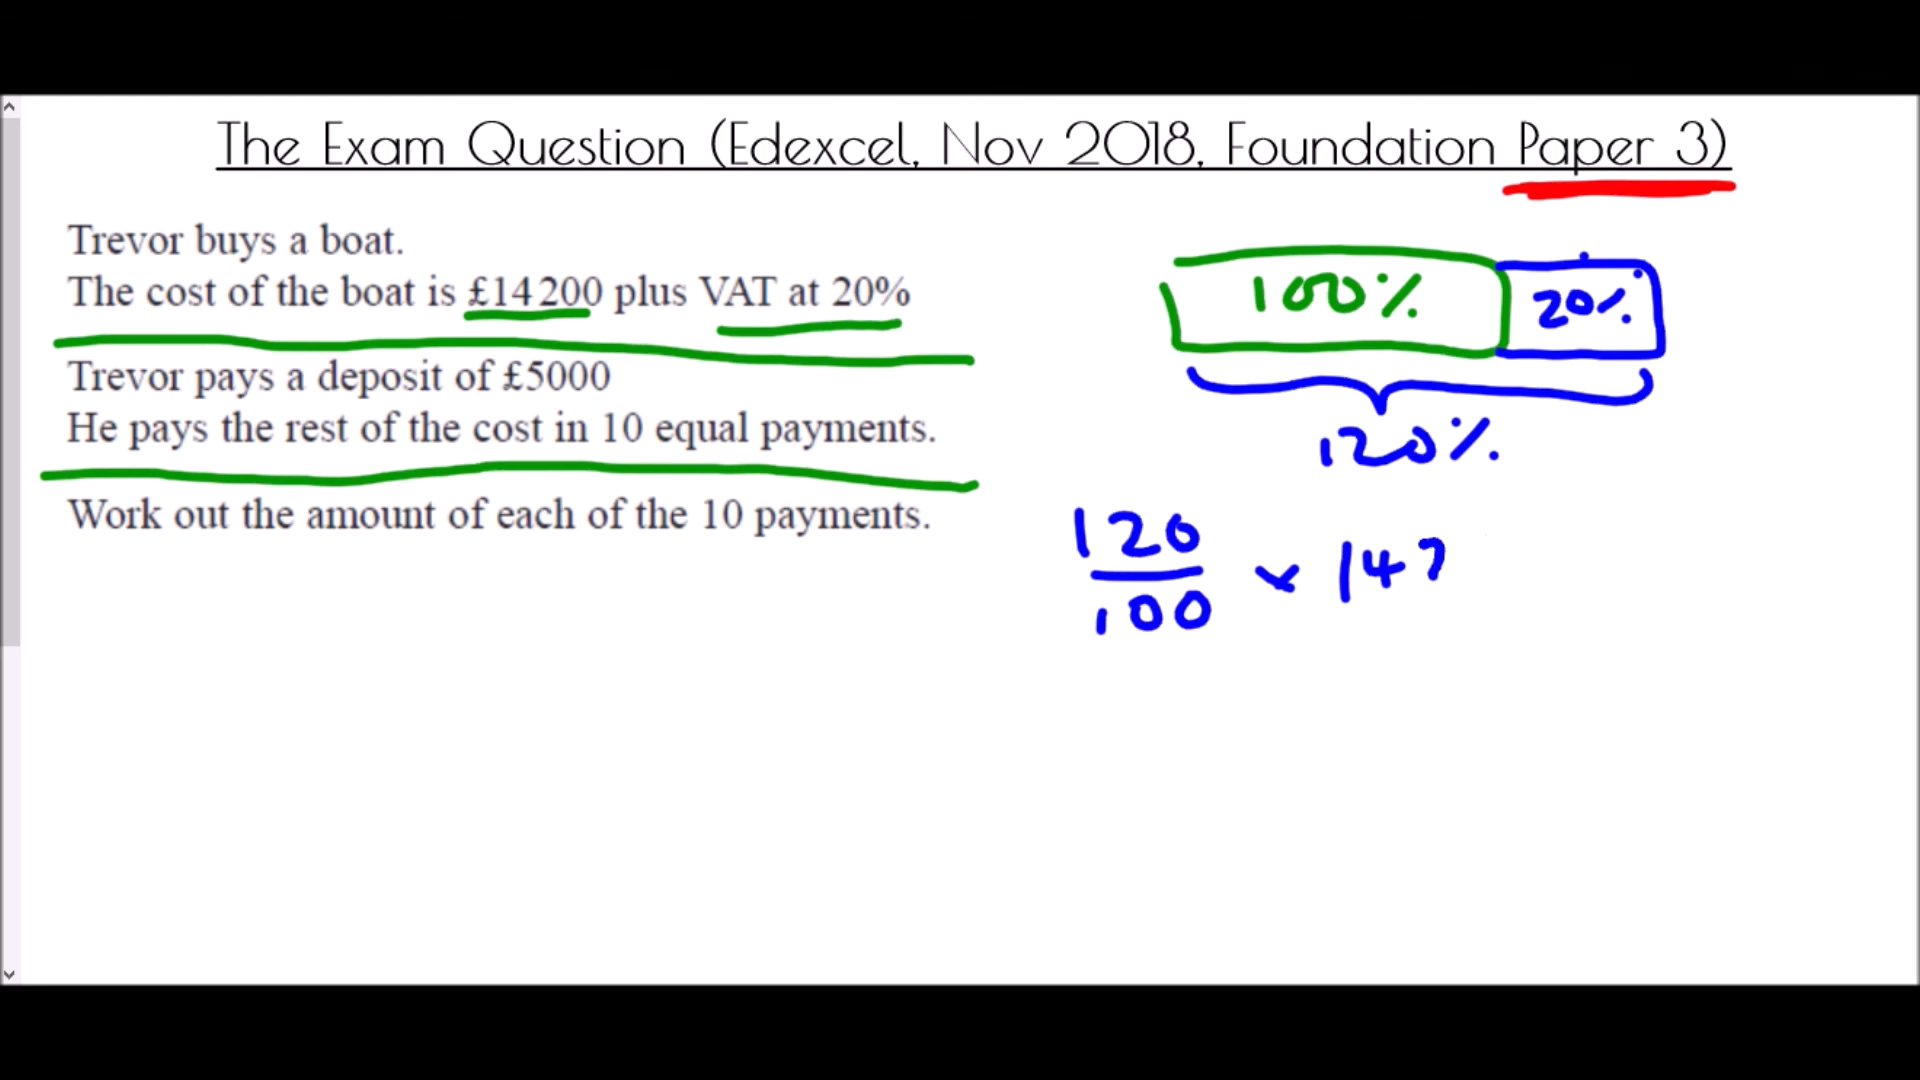 The Exam Question (Edexcel, Nov 2018, Foundation Paper 3)
Trevor buys a boat.
The cost of the boat is £14 200 plus VAT at 20%
Trevor pays a deposit of £5000
He pays the rest of the cost in 10 equal payments.
Work out the amount of each of the 10 payments.
100% 20%
120%
120
100
× 14